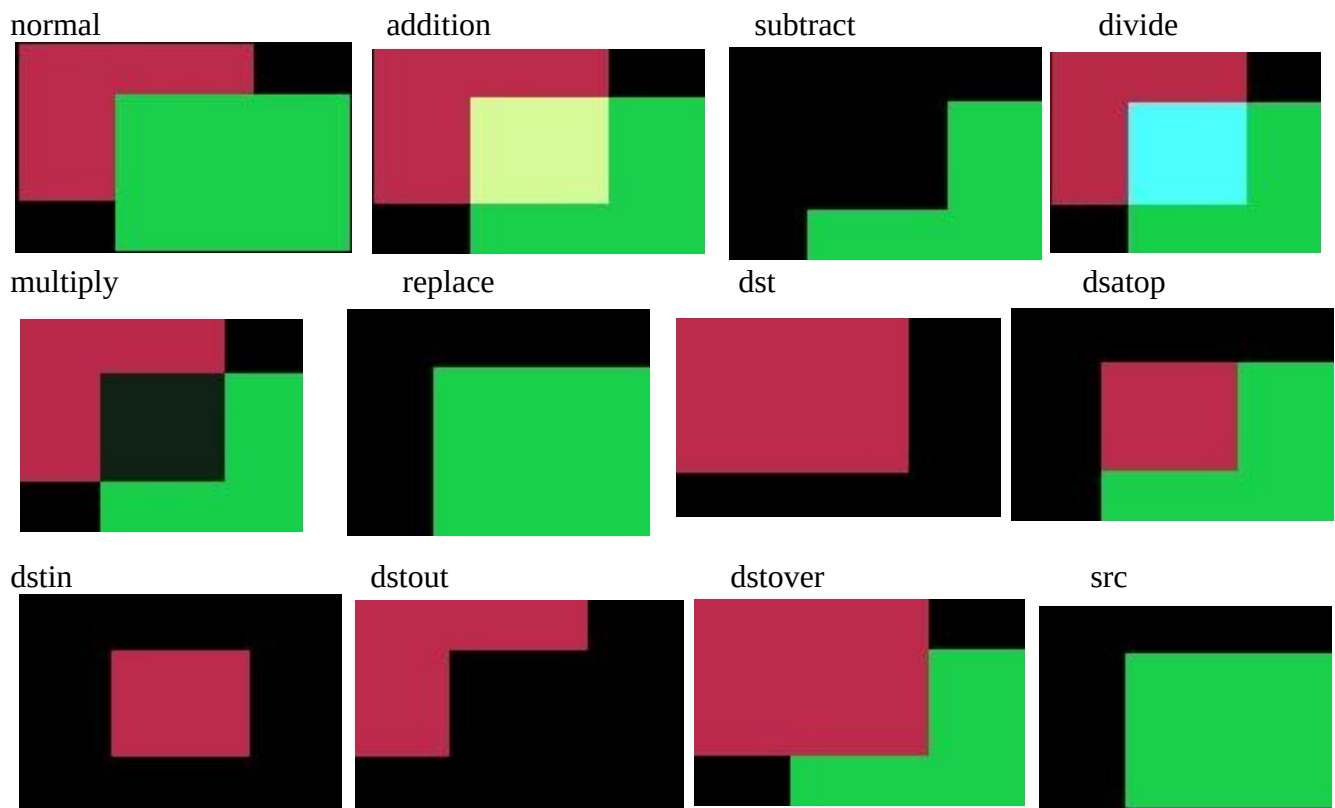 normal addition subtract divide
multiply replace dst dsatop
dstin dstout dstover src